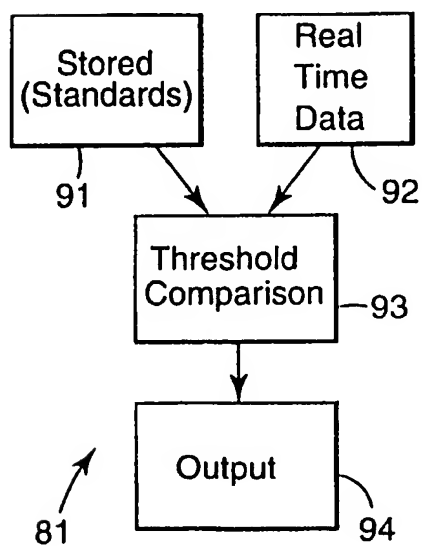 Stored
(Standards)
91
Real
Time
Data
92
Threshold
Comparison
93
Output
94
81